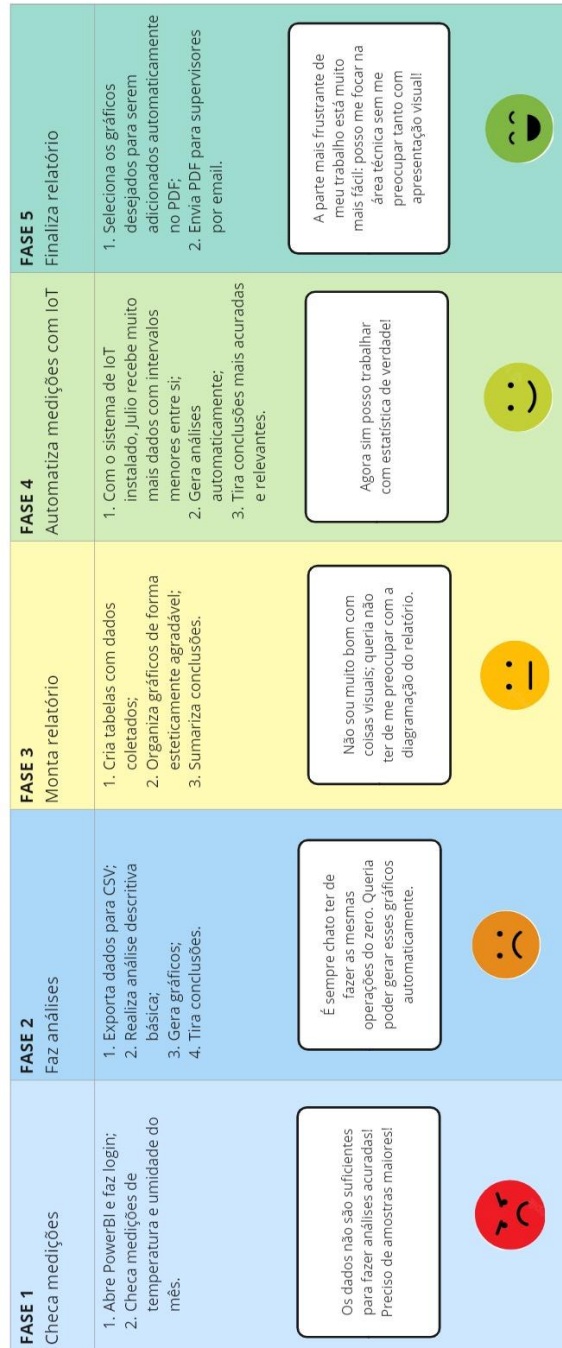 FASE 1
Checa medições
1. Abre PowerBI e faz login;
2. Checa medições de
temperatura e umidade do
mês.
Os dados não são suficientes
para fazer análises acuradas!
Preciso de amostras maiores!
FASE 2
Faz análises
1. Exporta dados para CSV;
2. Realiza análise descritiva
básica;
3. Gera gráficos;
4. Tira conclusões.
É sempre chato ter de
fazer as mesmas
operações do zero. Queria
poder gerar esses gráficos
automaticamente.
FASE 3
Monta relatório
1. Cria tabelas com dados
coletados;
2. Organiza gráficos de forma
esteticamente agradável;
3. Sumariza conclusões.
Não sou muito bom com
coisas visuais; queria não
ter de me preocupar com a
diagramação do relatório.
FASE 4
Automatiza medições com IoT
1. Com o sistema de IoT
instalado, Julio recebe muito
mais dados com intervalos
menores entre si;
2. Gera análises
automaticamente;
3. Tira conclusões mais acuradas
e relevantes.
Agora sim posso trabalhar
com estatística de verdade!
FASE 5
Finaliza relatório
1. Seleciona os gráficos
desejados para serem
adicionados automaticamente
no PDF;
2. Envia PDF para supervisores
por email.
A parte mais frustrante de
meu trabalho está muito
mais fácil: posso me focar na
área técnica sem me
preocupar tanto com
apresentação visual!